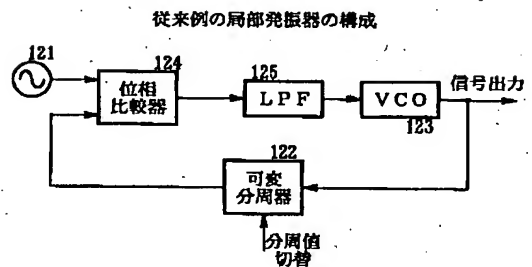 従来例の局部発振器の構成
121
124
位相
比較器
125
LPF
VCO
123
信号出力
122
可変
分周器
分周値
切替